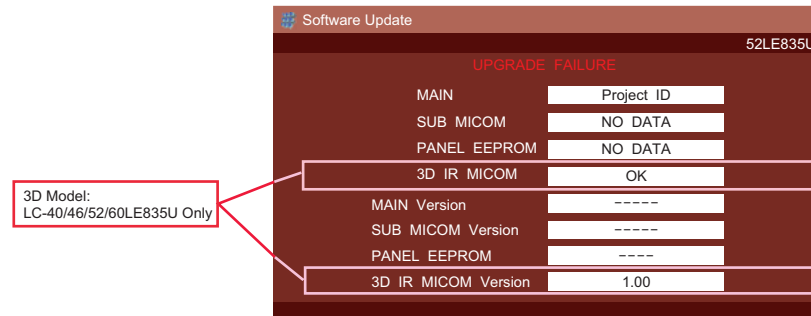 Software Update
52LE835U
UPGRADE FAILURE
MAIN Project ID
SUB MICOM NO DATA
PANEL EEPROM NO DATA
3D IR MICOM OK
3D Model:
LC-40/46/52/60LE835U Only
MAIN Version -----
SUB MICOM Version -----
PANEL EEPROM ----
3D IR MICOM Version 1.00